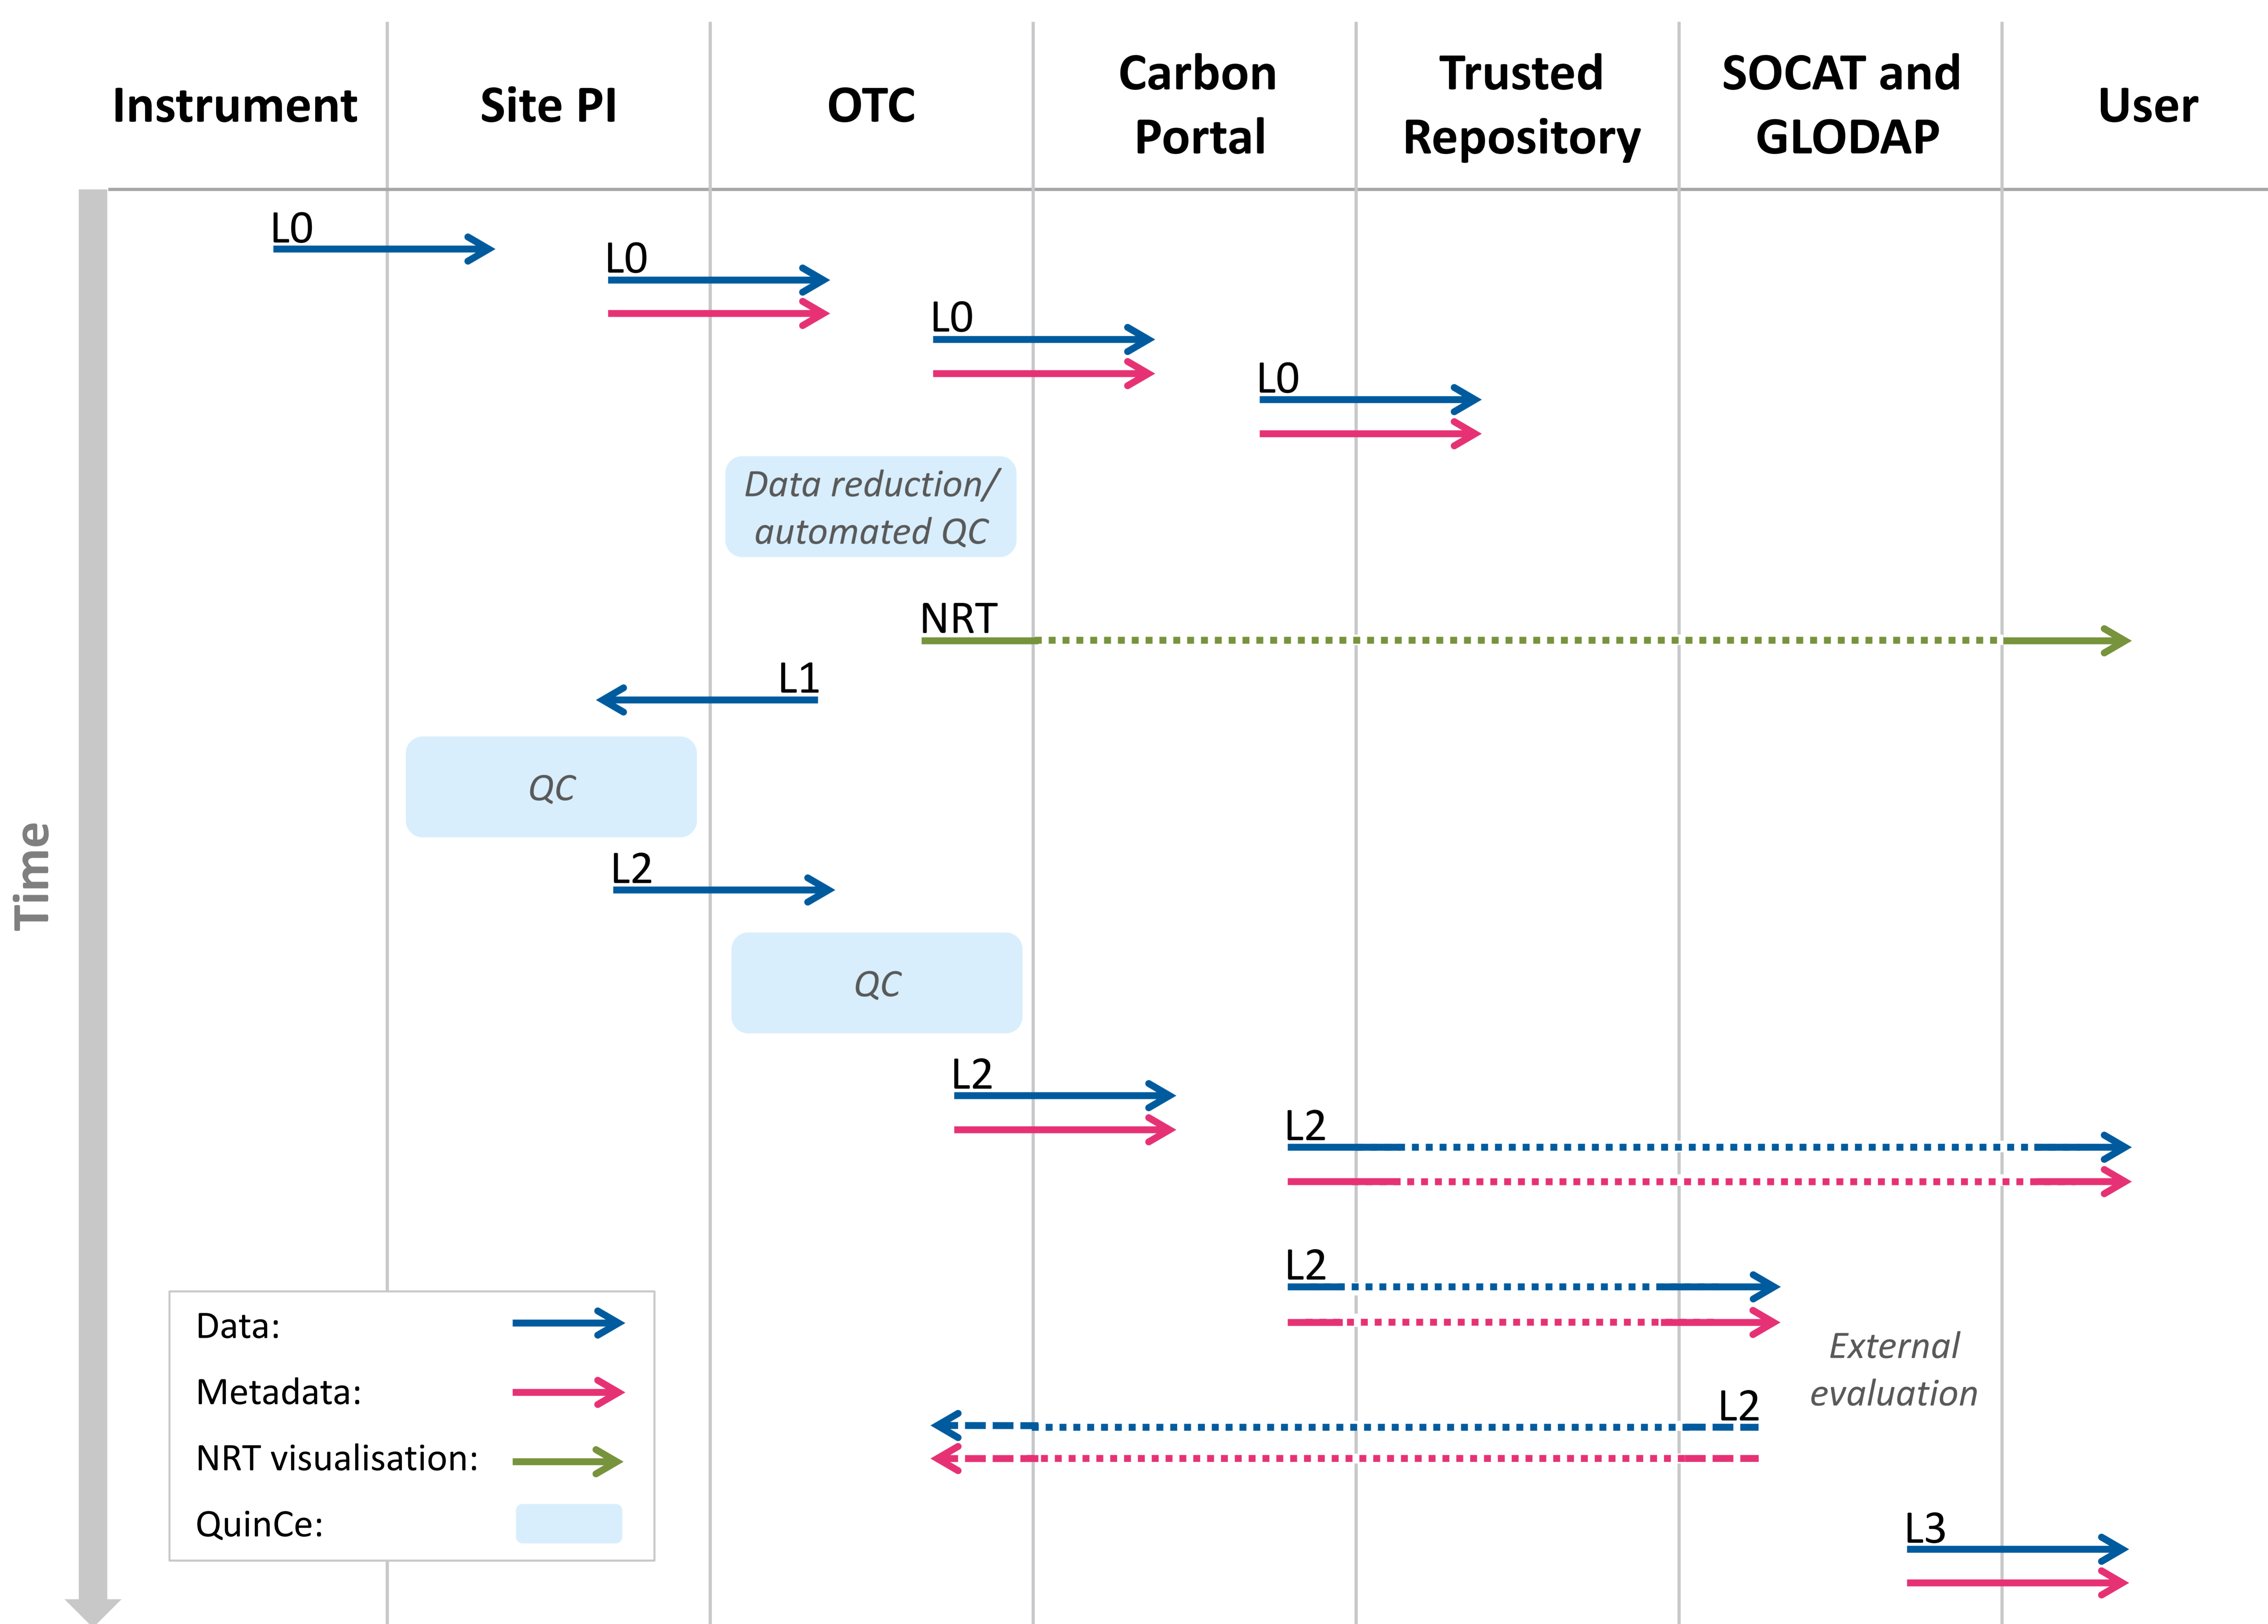 Instrument
Site PI
OTC
Carbon
Portal
Trusted
Repository
SOCAT and
GLODAP
User
Time
L0
L0
L0
L0
Data reduction/
automated QC
NRT
L1
QC
L2
QC
L2
L2
L2
External
evaluation
L2
L3
Data:
Metadata:
NRT visualisation:
QuinCe: